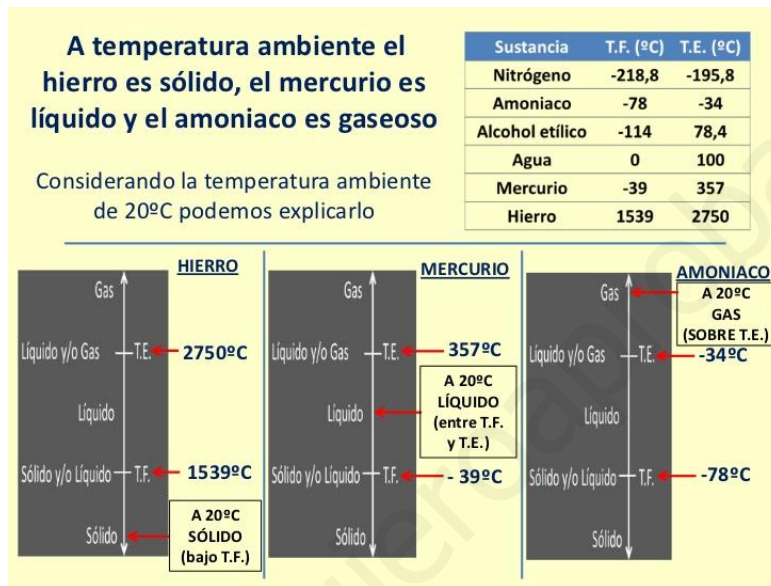 A temperatura ambiente el
hierro es sólido, el mercurio es
líquido y el amoniaco es gaseoso
Considerando la temperatura ambiente
de 20ºC podemos explicarlo
Sustancia T.F. (ºC) T.E. (ºC)
Nitrógeno -218,8 -195,8
Amoniaco -78 -34
Alcohol etílico -114 78,4
Agua 0 100
Mercurio -39 357
Hierro 1539 2750
HIERRO
Gas
Líquido y/o Gas T.E. 2750ºC
Líquido
Sólido y/o Líquido T.F. 1539ºC
Sólido
A 20ºC
SÓLIDO
(bajo T.F.)
MERCURIO
Gas
Líquido y/o Gas T.E. 357ºC
Líquido
A 20ºC
LÍQUIDO
(entre T.F.
y T.E.)
Sólido y/o Líquido T.F. - 39ºC
Sólido
AMONIACO
Gas
A 20ºC
GAS
(SOBRE T.E.)
Líquido y/o Gas T.E. -34ºC
Líquido
Sólido y/o Líquido T.F. -78ºC
Sólido